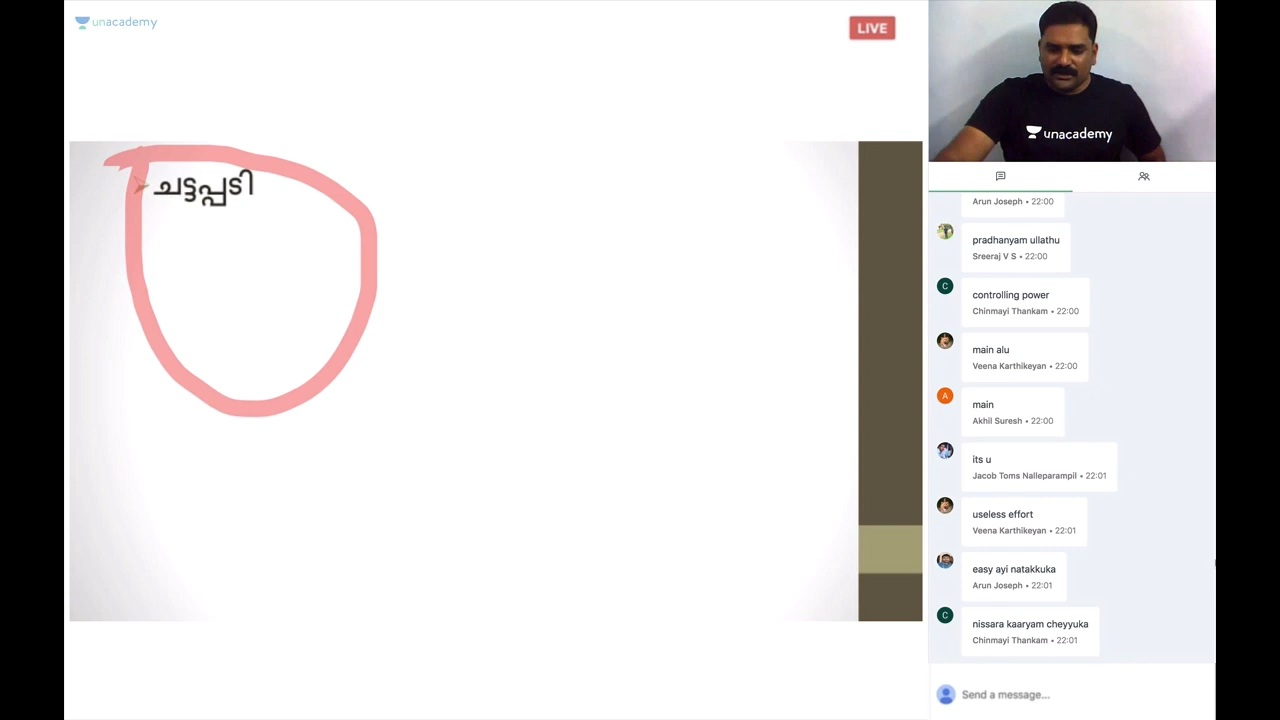 unacademy
LIVE
ചട്ടപ്പടി
unacademy
Arun Joseph • 22:00
pradhanyam ullathu
Sreeraj V S • 22:00
controlling power
C
Chinmayi Thankam • 22:00
main alu
Veena Karthikeyan • 22:00
main
A
Akhil Suresh • 22:00
its u
Jacob Toms Nalleparampil • 22:01
useless effort
Veena Karthikeyan • 22:01
easy ayi natakkuka
Arun Joseph • 22:01
nissara kaaryam cheyyuka
C
Chinmayi Thankam • 22:01
Send a message...